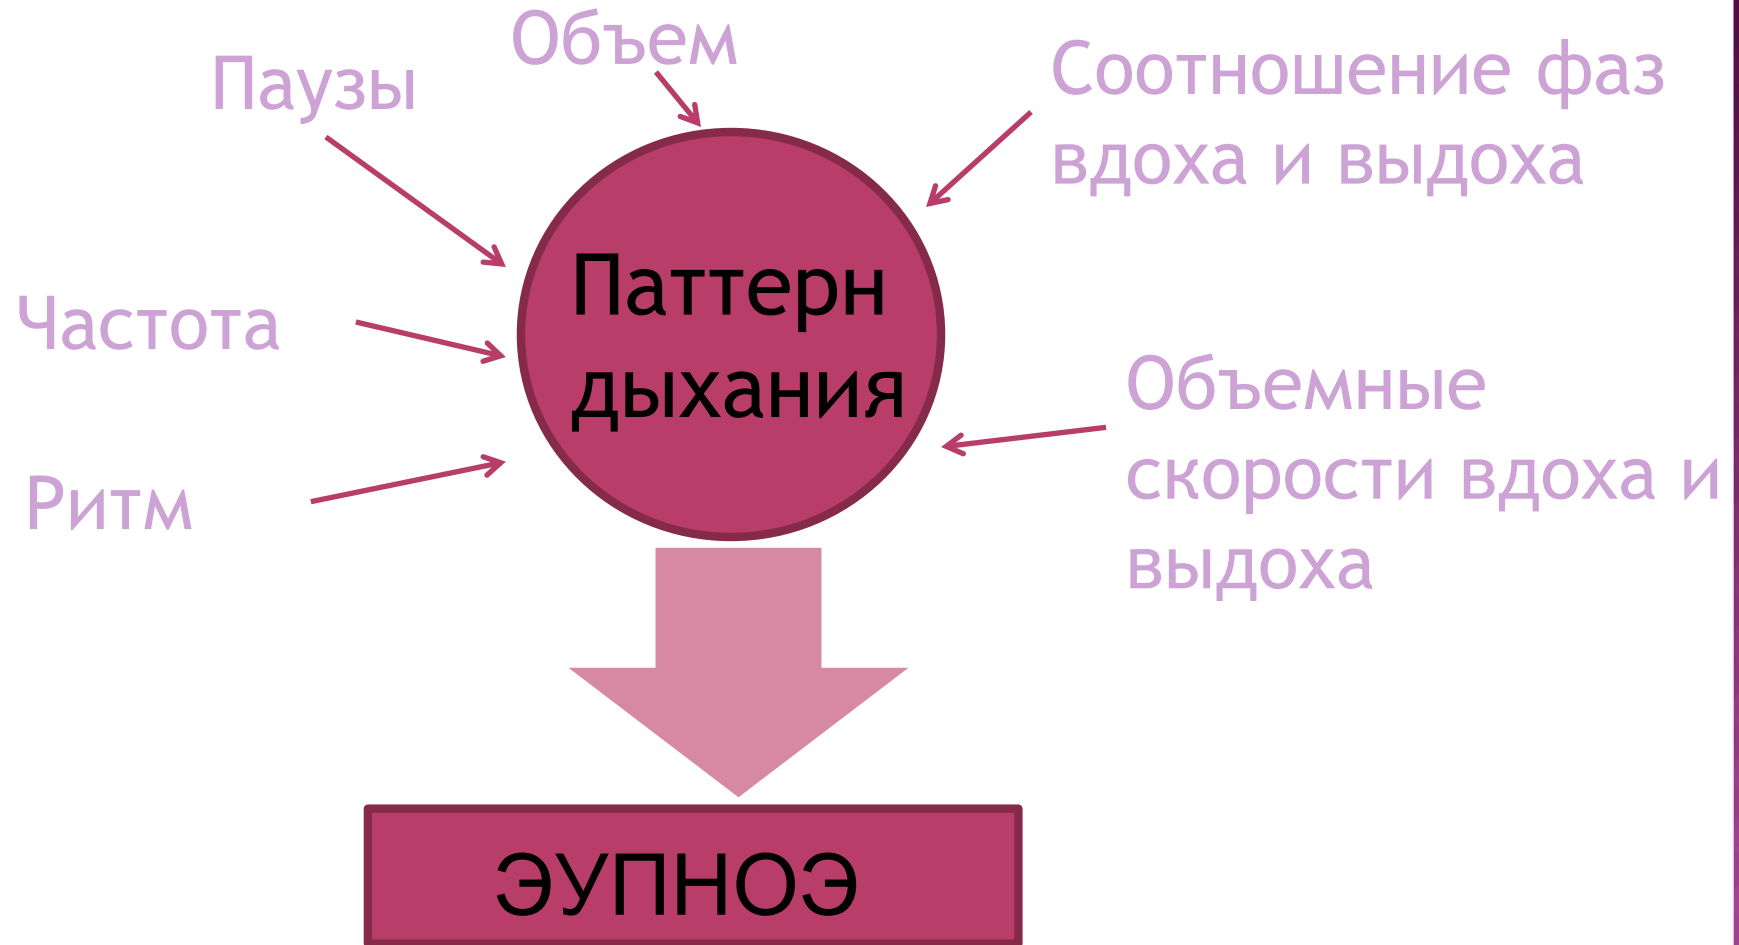 Объем
Паузы
Соотношение фаз
вдоха и выдоха
Паттерн
дыхания
Частота
Объемные
скорости вдоха и
выдоха
Ритм
ЭУПНОЭ